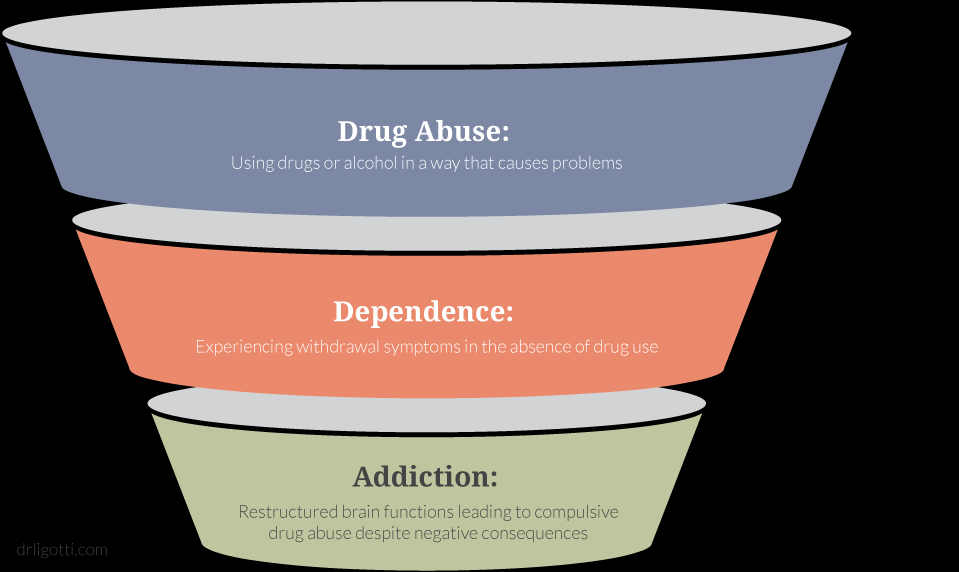 Drug Abuse:
Using drugs or alcohol in a way that causes problems
Dependence:
Experiencing withdrawal symptoms in the absence of drug use
Addiction:
Restructured brain functions leading to compulsive
drug abuse despite negative consequences
drligotti.com